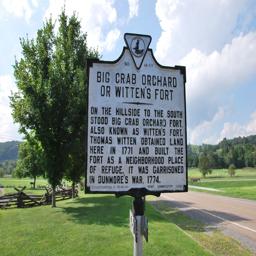 BIG CRAB ORCHARD
OR WITTEN'S FORT
ON THE HILLSIDE TO THE SOUTH
STOOD BIG CRAB ORCHARD FORT,
ALSO KNOWN AS WITTEN'S FORT.
THOMAS WITTEN OBTAINED LAND
HERE IN 1771 AND BUILT THE
FORT AS A NEIGHBORHOOD PLACE
OF REFUGE. IT WAS GARRISONED
IN DUNMORE'S WAR, 1774.